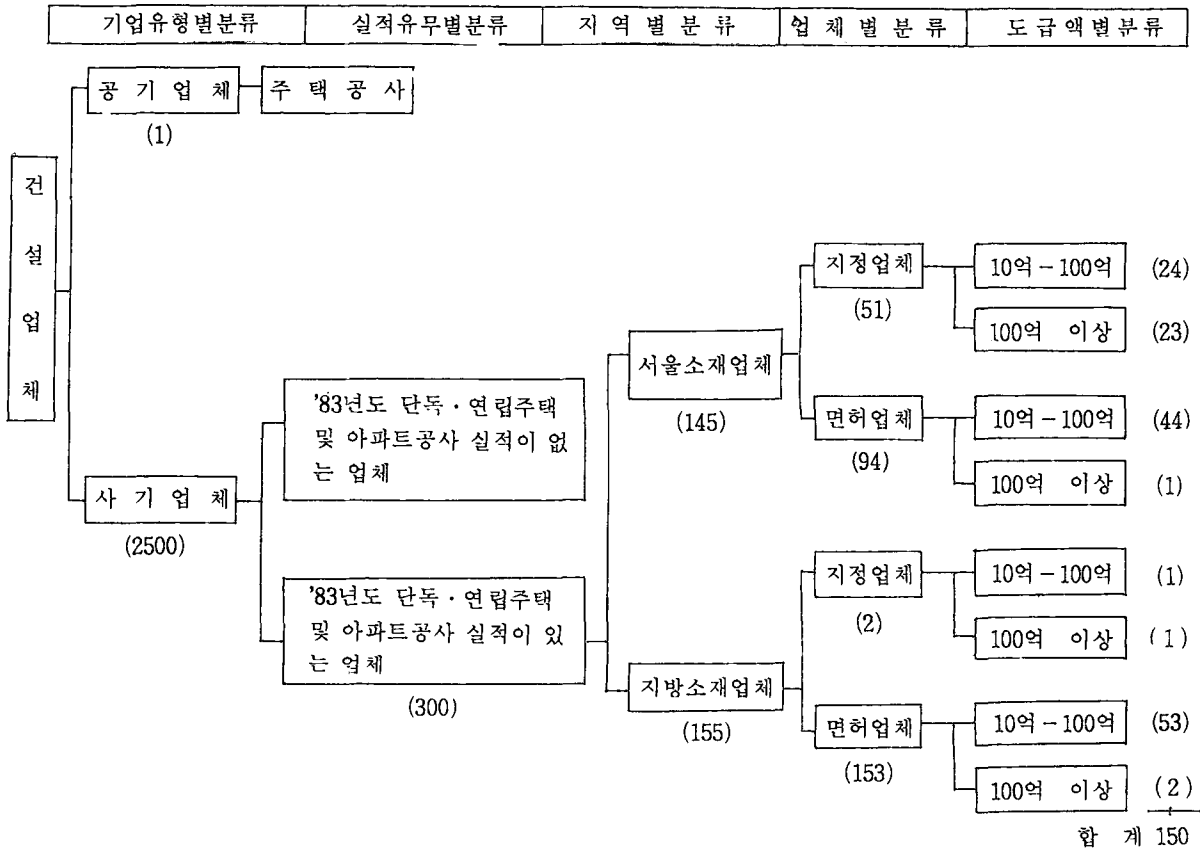 기업유형별분류 실적유무별분류 지역별분류 업체별분류 도급액별분류
공기업체 주택공사
(1)
건설업체
지정업체 10억-100억 (24)
(51)
100억 이상 (23)
서울소재업체
(145)
'83년도 단독·연립주택
및 아파트공사 실적이 없
는 업체
면허업체 10억-100억 (44)
(94)
100억 이상 (1)
사기업체
(2500)
지정업체 10억-100억 (1)
(2)
100억 이상 (1)
'83년도 단독·연립주택
및 아파트공사 실적이 있
는 업체
(300)
지방소재업체
(155)
면허업체 10억-100억 (53)
(153)
100억 이상 (2)
합 계 150